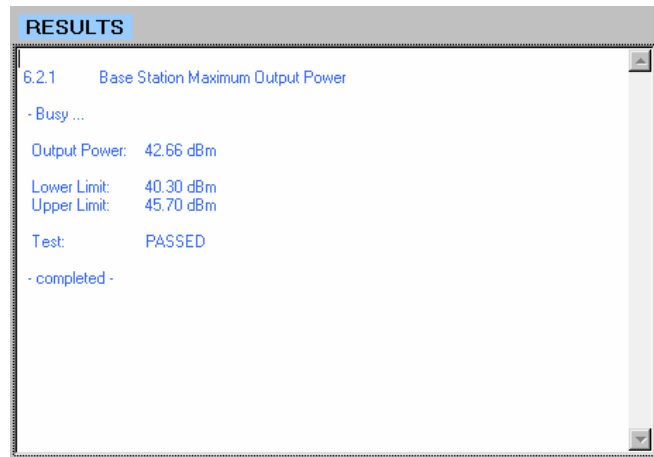 RESULTS
6.2.1 Base Station Maximum Output Power
- Busy ...
Output Power: 42.66 dBm
Lower Limit: 40.30 dBm
Upper Limit: 45.70 dBm
Test: PASSED
- completed -